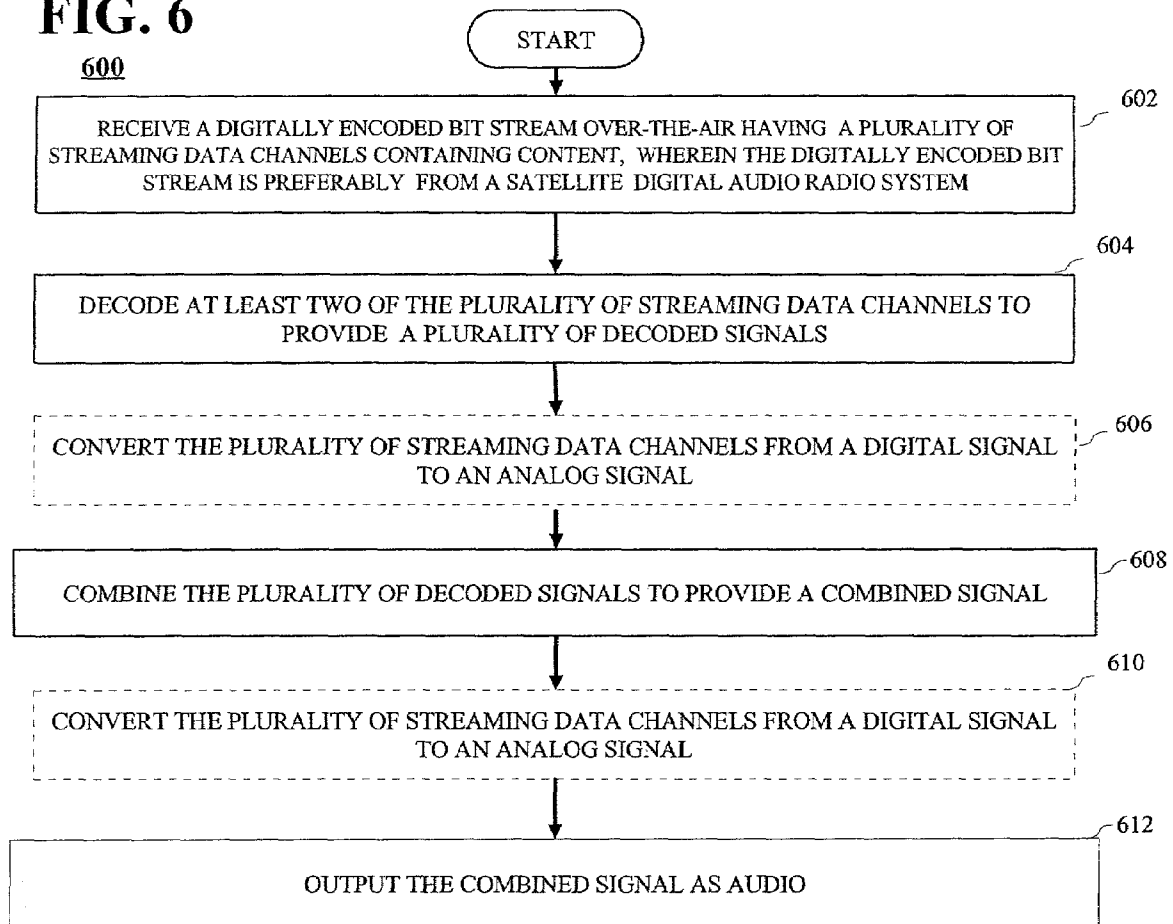 FIG. 6
600
START
602
RECEIVE A DIGITALLY ENCODED BIT STREAM OVER-THE-AIR HAVING A PLURALITY OF
STREAMING DATA CHANNELS CONTAINING CONTENT, WHEREIN THE DIGITALLY ENCODED BIT
STREAM IS PREFERABLY FROM A SATELLITE DIGITAL AUDIO RADIO SYSTEM
604
DECODE AT LEAST TWO OF THE PLURALITY OF STREAMING DATA CHANNELS TO
PROVIDE A PLURALITY OF DECODED SIGNALS
606
CONVERT THE PLURALITY OF STREAMING DATA CHANNELS FROM A DIGITAL SIGNAL
TO AN ANALOG SIGNAL
608
COMBINE THE PLURALITY OF DECODED SIGNALS TO PROVIDE A COMBINED SIGNAL
610
CONVERT THE PLURALITY OF STREAMING DATA CHANNELS FROM A DIGITAL SIGNAL
TO AN ANALOG SIGNAL
612
OUTPUT THE COMBINED SIGNAL AS AUDIO